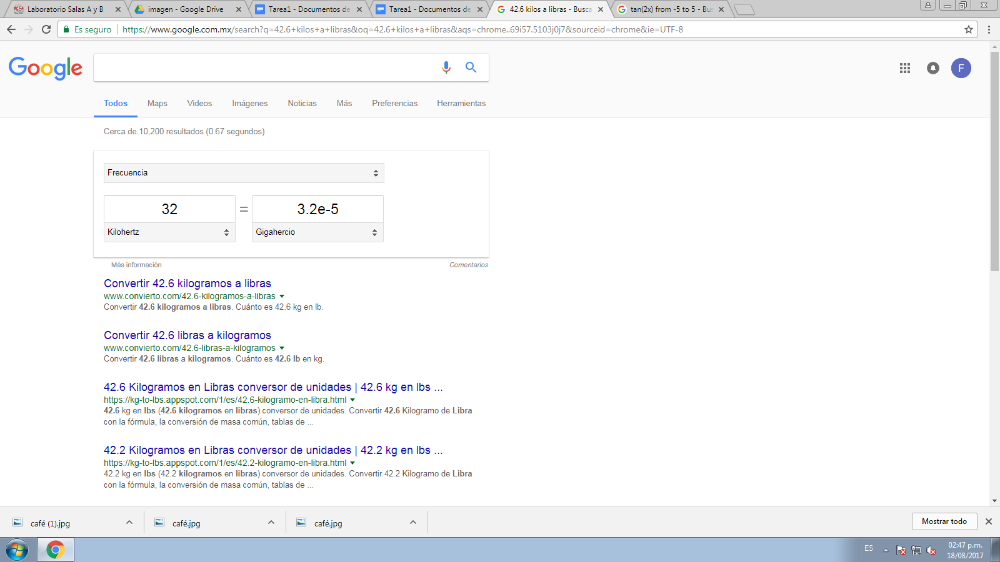 Laboratorio Salas A y B
imagen - Google Drive
Tarea1 - Documentos de
Tarea1 - Documentos de
42.6 kilos a libras - Busca
tan(2x) from -5 to 5 - Bus
Es seguro
https://www.google.com.mx/search?q=42.6+kilos+a+libras&oq=42.6+kilos+a+libras&aqs=chrome..69i57.5103j0j7&sourceid=chrome&ie=UTF-8
Google
F
Todos Maps Videos Imágenes Noticias Más Preferencias Herramientas
Cerca de 10,200 resultados (0.67 segundos)
Frecuencia
32 = 3.2e-5
Kilohertz Gigahercio
Más información Comentarios
Convertir 42.6 kilogramos a libras
www.convierto.com/42.6-kilogramos-a-libras
Convertir 42.6 kilogramos a libras. Cuánto es 42.6 kg en lb.
Convertir 42.6 libras a kilogramos
www.convierto.com/42.6-libras-a-kilogramos
Convertir 42.6 libras a kilogramos. Cuánto es 42.6 lb en kg.
42.6 Kilogramos en Libras conversor de unidades | 42.6 kg en lbs ...
https://kg-to-lbs.appspot.com/1/es/42.6-kilogramo-en-libra.html
42.6 kg en lbs (42.6 kilogramos en libras) conversor de unidades. Convertir 42.6 Kilogramo de Libra
con la fórmula, la conversión de masa común, tablas de ...
42.2 Kilogramos en Libras conversor de unidades | 42.2 kg en lbs ...
https://kg-to-lbs.appspot.com/1/es/42.2-kilogramo-en-libra.html
42.2 kg en lbs (42.2 kilogramos en libras) conversor de unidades. Convertir 42.2 Kilogramo de Libra
con la fórmula, la conversión de masa común, tablas de ...
café (1).jpg
café.jpg
café.jpg
Mostrar todo
ES
02:47 p.m.
18/08/2017